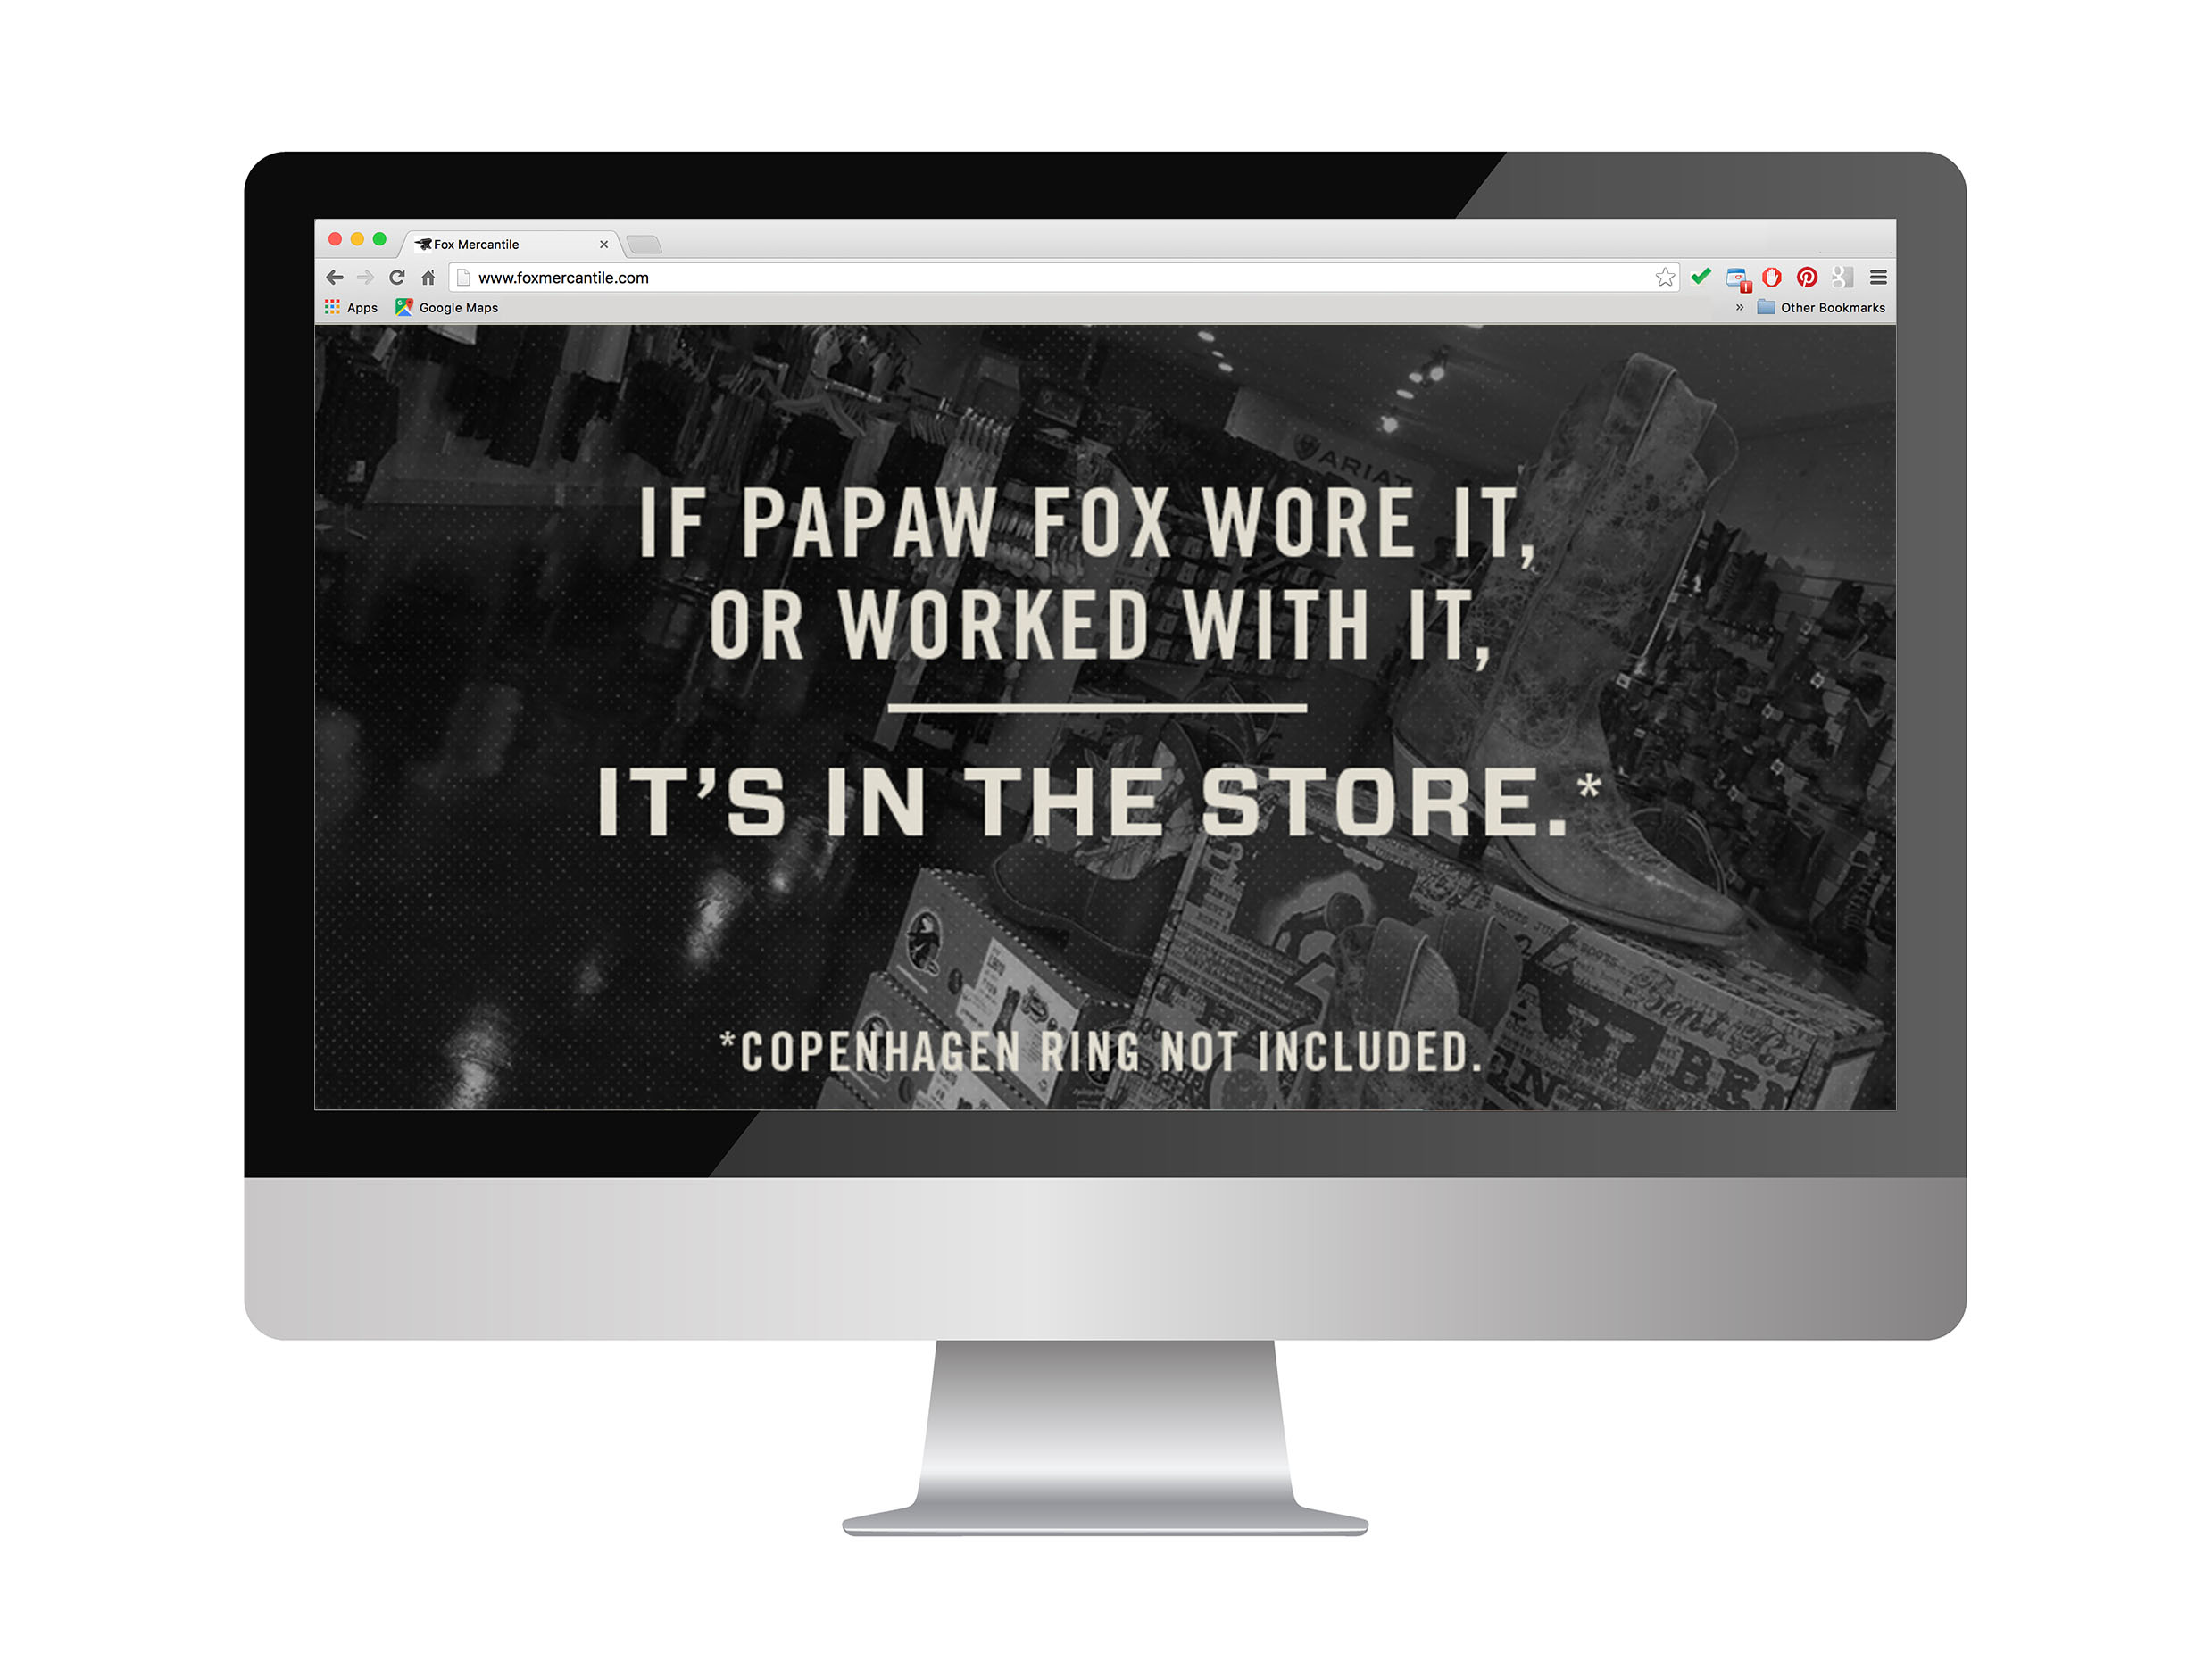 Fox Mercantile
www.foxmercantile.com
Apps Google Maps » Other Bookmarks
ARIAT
IF PAPAW FOX WORE IT,
OR WORKED WITH IT,
IT'S IN THE STORE.*
*COPENHAGEN RING NOT INCLUDED.